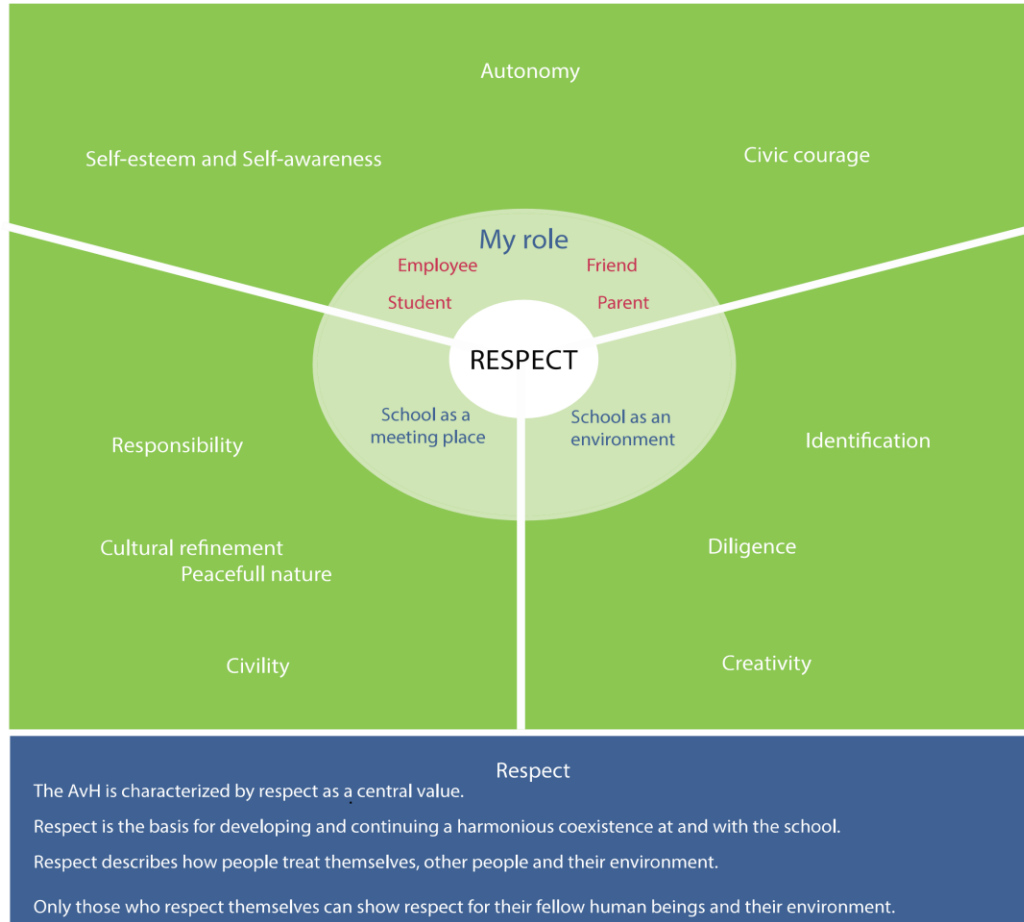 Autonomy
Self-esteem and Self-awareness
Civic courage
My role
Employee
Friend
Student
Parent
RESPECT
School as a
meeting place
School as an
environment
Responsibility
Identification
Cultural refinement
Peacefull nature
Diligence
Civility
Creativity
Respect
The AvH is characterized by respect as a central value.
Respect is the basis for developing and continuing a harmonious coexistence at and with the school.
Respect describes how people treat themselves, other people and their environment.
Only those who respect themselves can show respect for their fellow human beings and their environment.